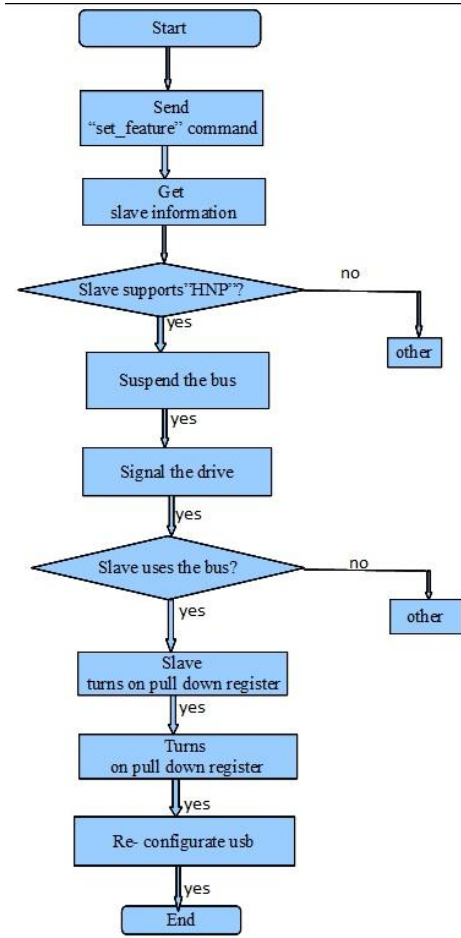 Start
Send
“set_feature” command
Get
slave information
Slave supports”HNP”?
no
yes
other
Suspend the bus
yes
Signal the drive
yes
Slave uses the bus?
no
yes
other
Slave
turns on pull down register
yes
Turns
on pull down register
yes
Re- configurate usb
yes
End